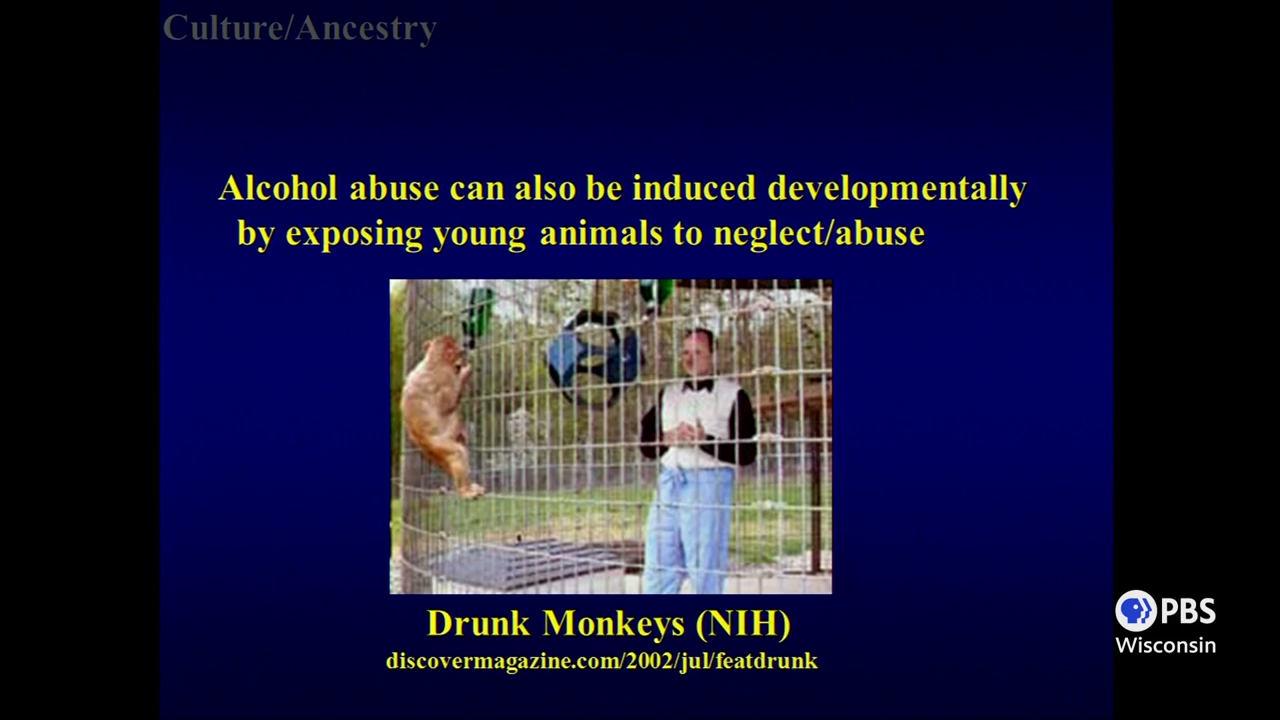 Culture/Ancestry
Alcohol abuse can also be induced developmentally
by exposing young animals to neglect/abuse
Drunk Monkeys (NIH)
discovermagazine.com/2002/jul/featdrunk
PBS
Wisconsin